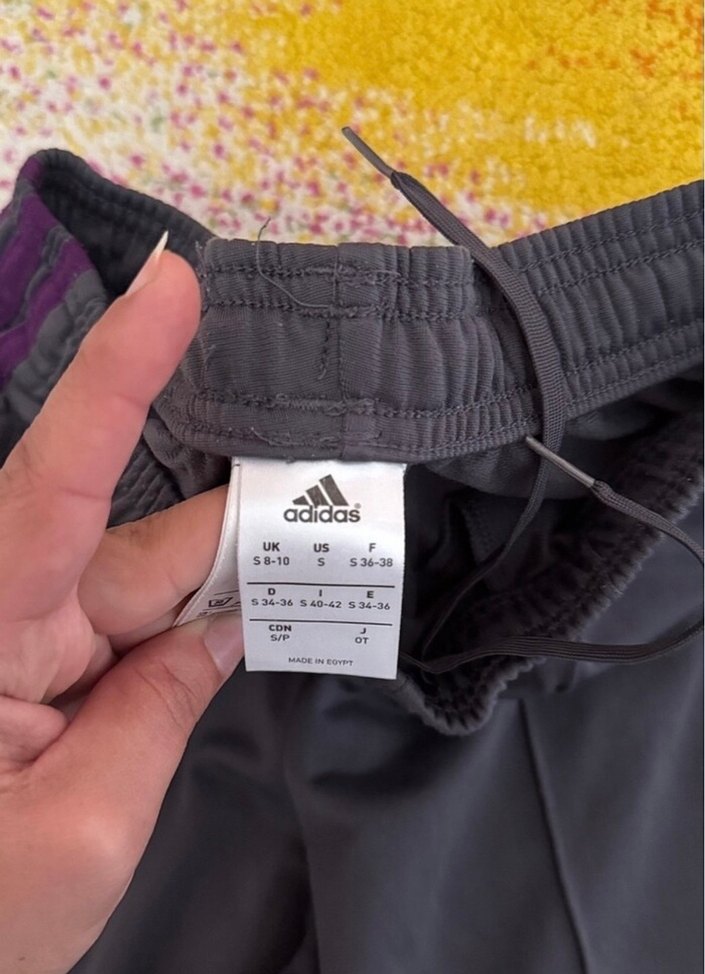 adidas®
UK US F
S 8-10 S S 36-38
D I E
S 34-36 S 40-42 S 34-36
CDN J
S/P OT
MADE IN EGYPT